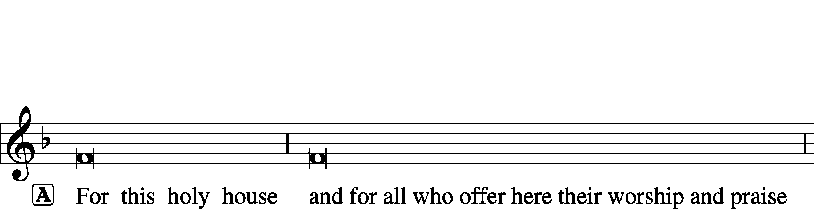 A For this holy house and for all who offer here their worship and praise